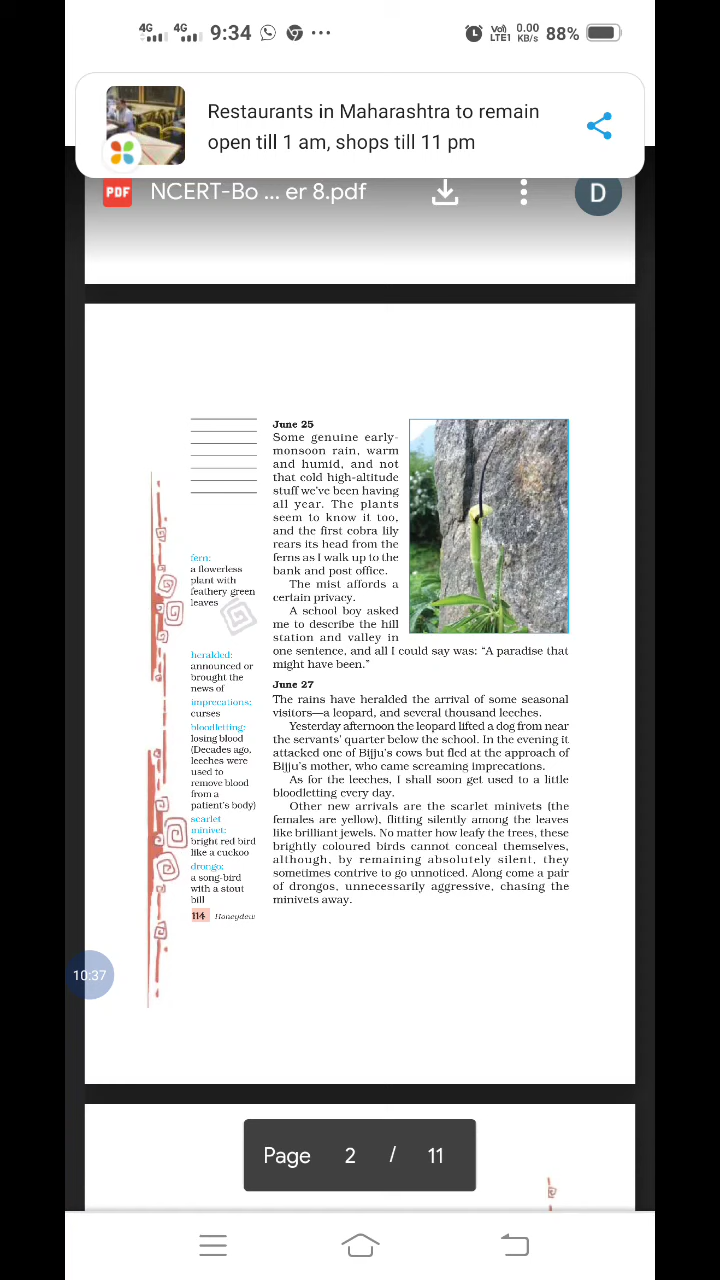 4G 4G 9:34 Vo) LTE1 0.00 KB/s 88%
Restaurants in Maharashtra to remain
open till 1 am, shops till 11 pm
PDF NCERT-Bo ... er 8.pdf D
June 25
Some genuine early-
monsoon rain, warm
and humid, and not
that cold high-altitude
stuff we've been having
all year. The plants
seem to know it too,
and the first cobra lily
rears its head from the
ferns as I walk up to the
bank and post office.
The mist affords a
certain privacy.
A school boy asked
me to describe the hill
station and valley in
one sentence, and all I could say was: “A paradise that
might have been.”
fern:
a flowerless
plant with
feathery green
leaves
June 27
The rains have heralded the arrival of some seasonal
visitors—a leopard, and several thousand leeches.
Yesterday afternoon the leopard lifted a dog from near
the servants’ quarter below the school. In the evening it
attacked one of Bijju’s cows but fled at the approach of
Bijju’s mother, who came screaming imprecations.
As for the leeches, I shall soon get used to a little
bloodletting every day.
Other new arrivals are the scarlet minivets (the
females are yellow), flitting silently among the leaves
like brilliant jewels. No matter how leafy the trees, these
brightly coloured birds cannot conceal themselves,
although, by remaining absolutely silent, they
sometimes contrive to go unnoticed. Along come a pair
of drongos, unnecessarily aggressive, chasing the
minivets away.
heralded:
announced or
brought the
news of
imprecations:
curses
bloodletting:
losing blood
(Decades ago,
leeches were
used to
remove blood
from a
patient’s body)
scarlet
minivet:
bright red bird
like a cuckoo
drongo:
a song-bird
with a stout
bill
114 Honeydew
10:37
Page 2 / 11